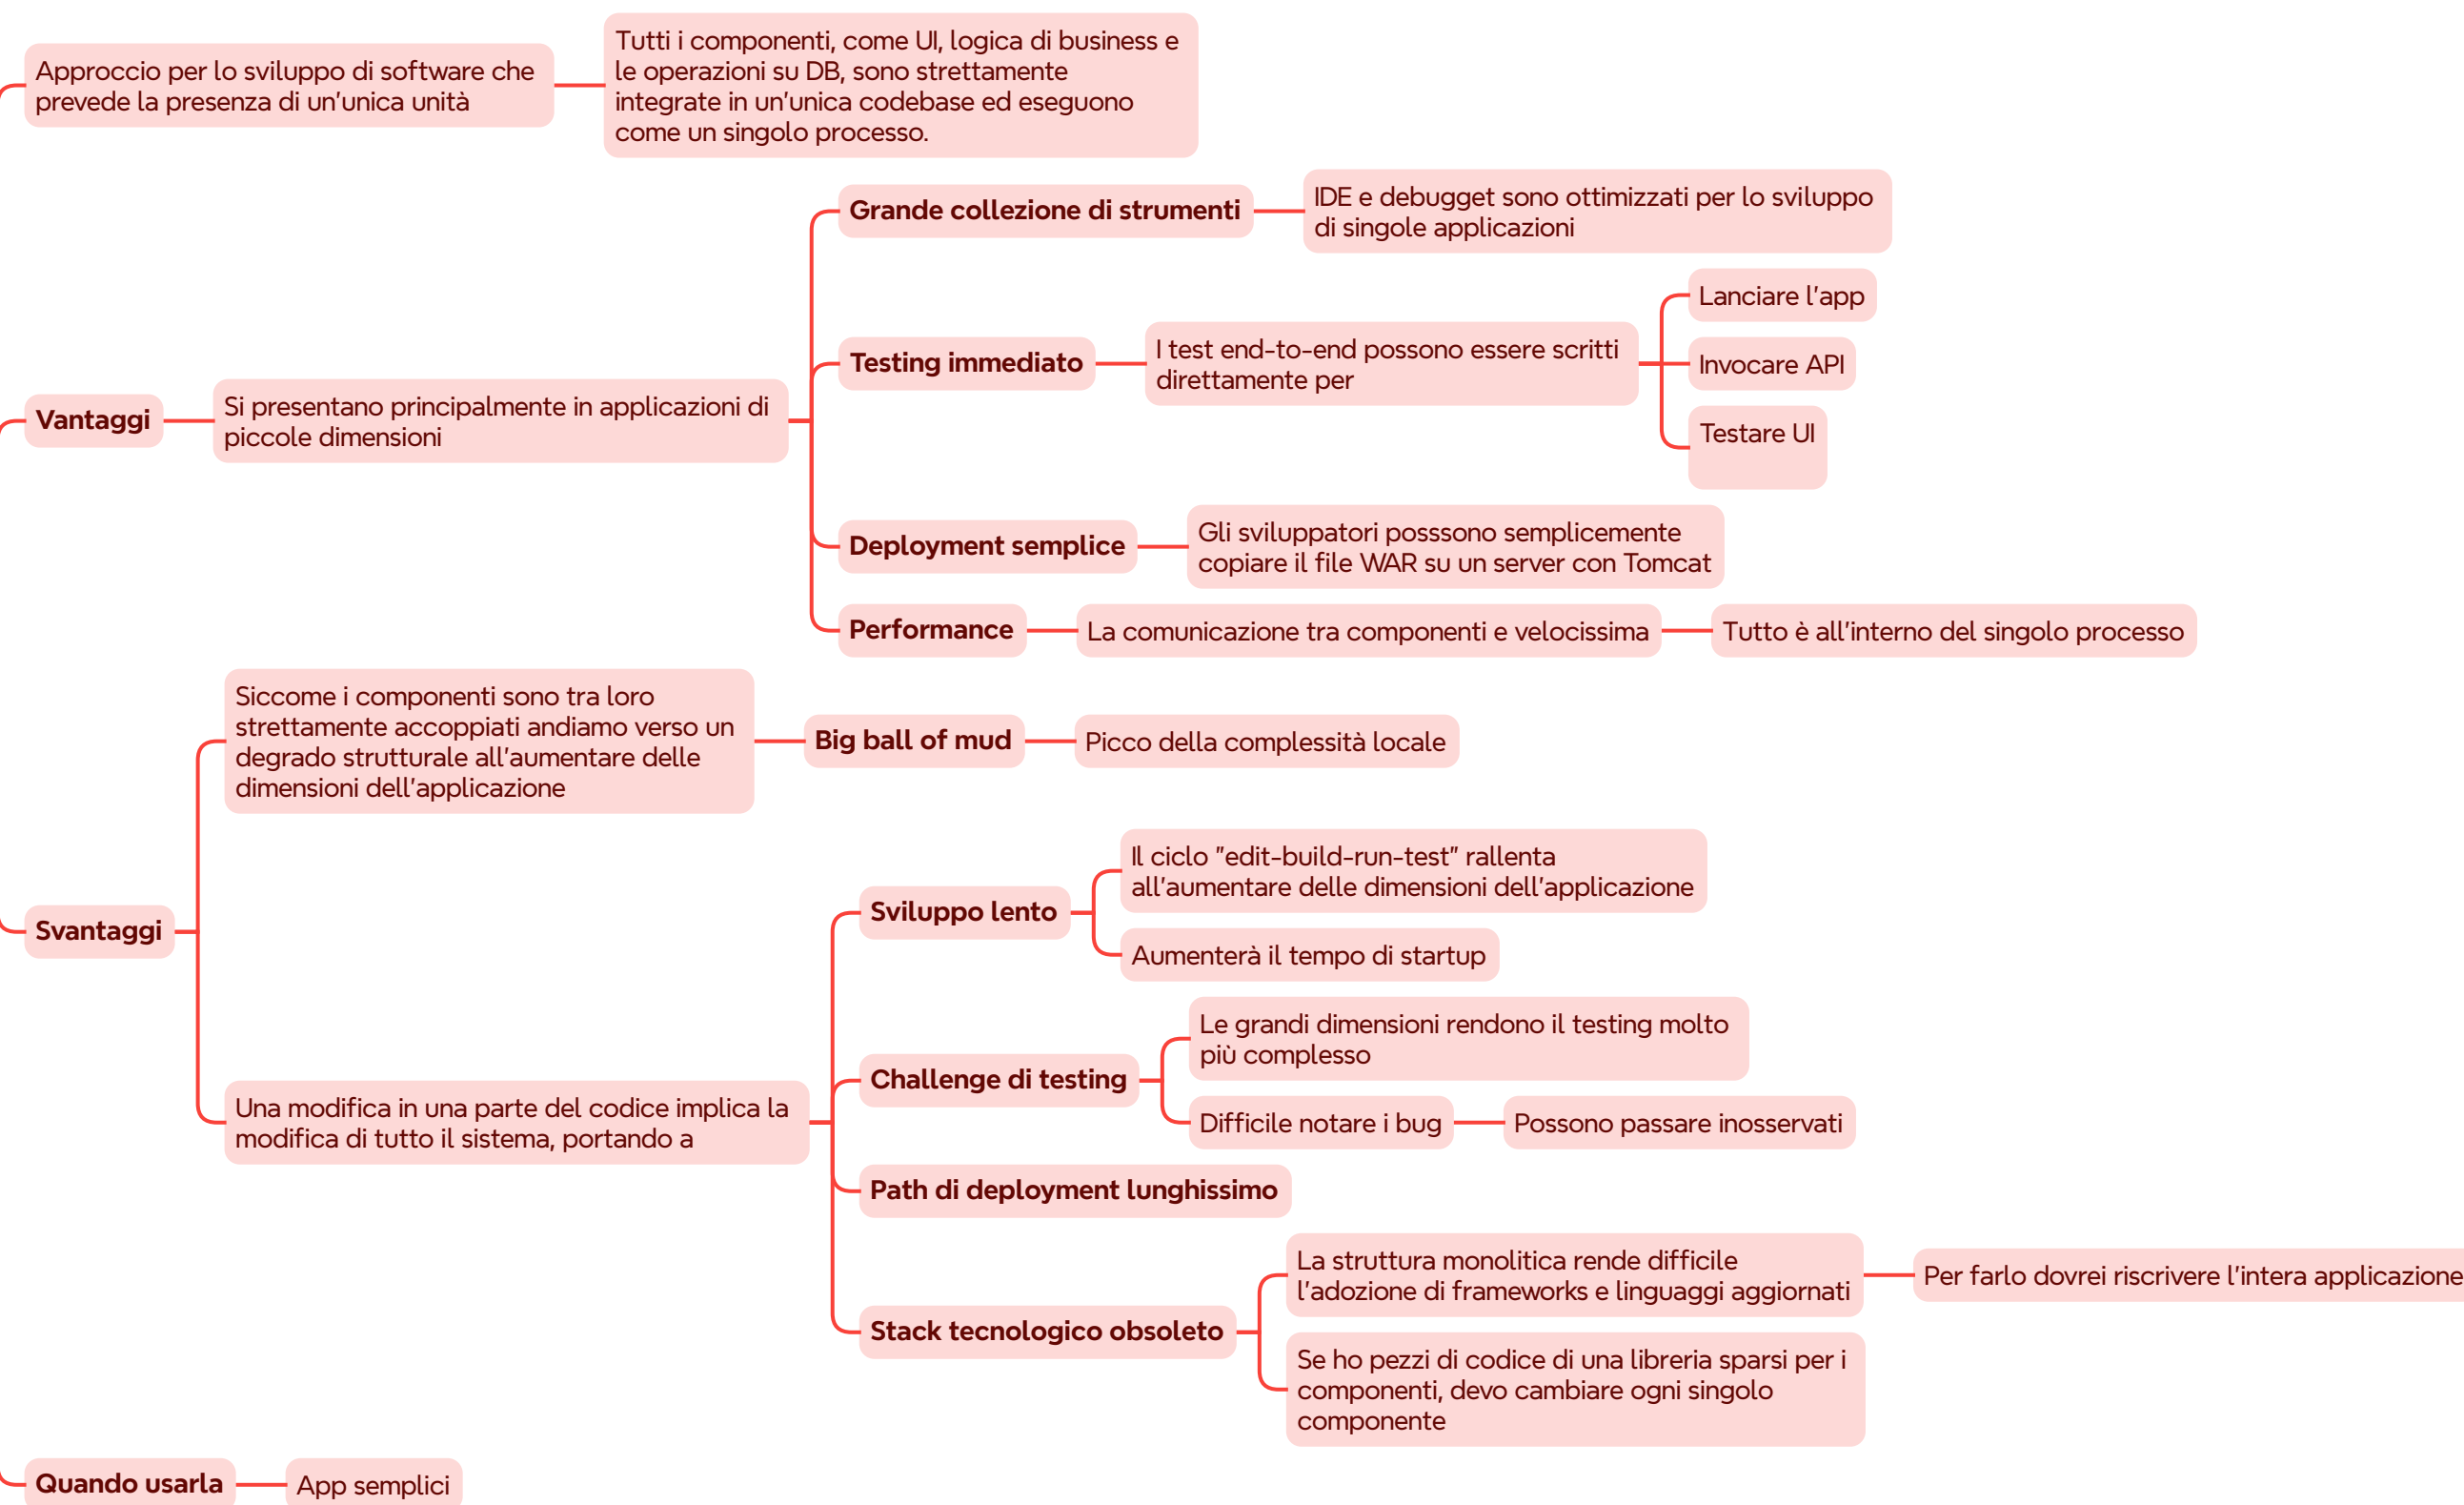 Approccio per lo sviluppo di software che
prevede la presenza di un'unica unità
Tutti i componenti, come UI, logica di business e
le operazioni su DB, sono strettamente
integrate in un'unica codebase ed eseguono
come un singolo processo.
Vantaggi
Si presentano principalmente in applicazioni di
piccole dimensioni
Grande collezione di strumenti
IDE e debugget sono ottimizzati per lo sviluppo
di singole applicazioni
Testing immediato
I test end-to-end possono essere scritti
direttamente per
Lanciare l'app
Invocare API
Testare UI
Deployment semplice
Gli sviluppatori posssono semplicemente
copiare il file WAR su un server con Tomcat
Performance
La comunicazione tra componenti e velocissima
Tutto è all'interno del singolo processo
Svantaggi
Siccome i componenti sono tra loro
strettamente accoppiati andiamo verso un
degrado strutturale all'aumentare delle
dimensioni dell'applicazione
Big ball of mud
Picco della complessità locale
Una modifica in una parte del codice implica la
modifica di tutto il sistema, portando a
Sviluppo lento
Il ciclo "edit-build-run-test" rallenta
all'aumentare delle dimensioni dell'applicazione
Aumenterà il tempo di startup
Challenge di testing
Le grandi dimensioni rendono il testing molto
più complesso
Difficile notare i bug
Possono passare inosservati
Path di deployment lunghissimo
Stack tecnologico obsoleto
La struttura monolitica rende difficile
l'adozione di frameworks e linguaggi aggiornati
Per farlo dovrei riscrivere l'intera applicazione
Se ho pezzi di codice di una libreria sparsi per i
componenti, devo cambiare ogni singolo
componente
Quando usarla
App semplici